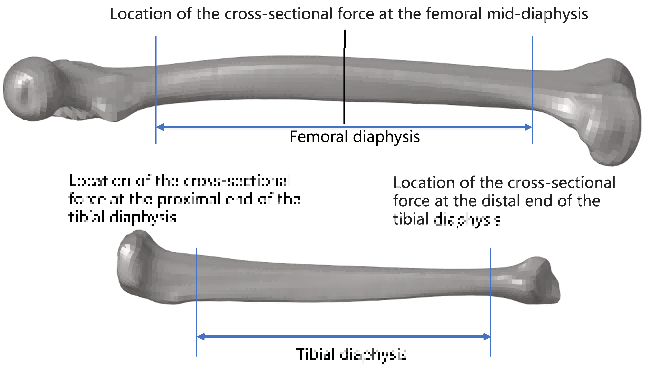 Location of the cross-sectional force at the femoral mid-diaphysis
Femoral diaphysis
Location of the cross-sectional
force at the proximal end of the
tibial diaphysis
Location of the cross-sectional
force at the distal end of the
tibial diaphysis
Tibial diaphysis